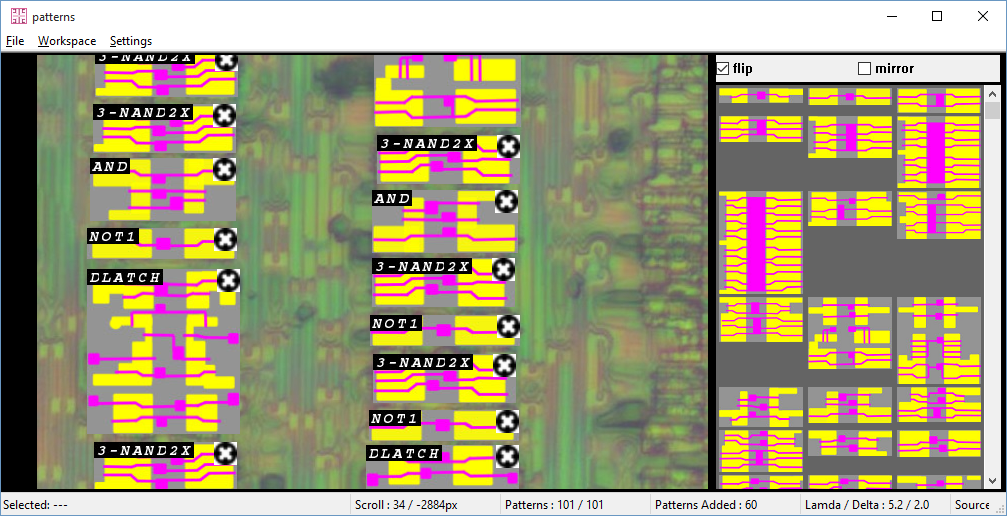 patterns
File Workspace Settings
3-NAND2X
3-NAND2X
AND
NOT1
DLATCH
3-NAND2X
3-NAND2X
AND
3-NAND2X
NOT1
3-NAND2X
NOT1
DLATCH
flip mirror
Selected: --- Scroll : 34 / -2884px Patterns : 101 / 101 Patterns Added : 60 Lamda / Delta : 5.2 / 2.0 Source